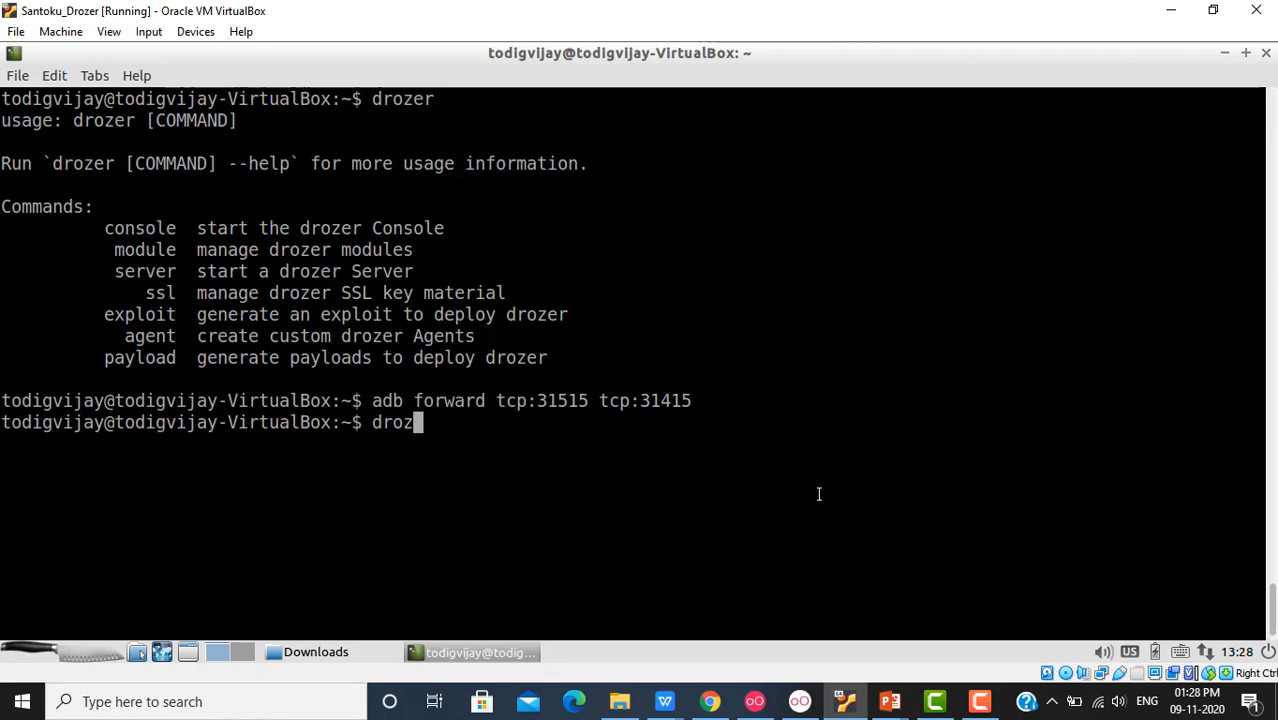 Santoku_Drozer [Running] - Oracle VM VirtualBox
File Machine View Input Devices Help
todigvijay@todigvijay-VirtualBox: ~
File Edit Tabs Help
todigvijay@todigvijay-VirtualBox:~$ drozer
usage: drozer [COMMAND]
Run `drozer [COMMAND] --help` for more usage information.
Commands:
console start the drozer Console
module manage drozer modules
server start a drozer Server
ssl manage drozer SSL key material
exploit generate an exploit to deploy drozer
agent create custom drozer Agents
payload generate payloads to deploy drozer
todigvijay@todigvijay-VirtualBox:~$ adb forward tcp:31515 tcp:31415
todigvijay@todigvijay-VirtualBox:~$ droz
Downloads todigvijay@todig... US 13:28
Right Ctrl
Type here to search ENG 01:28 PM
09-11-2020 1